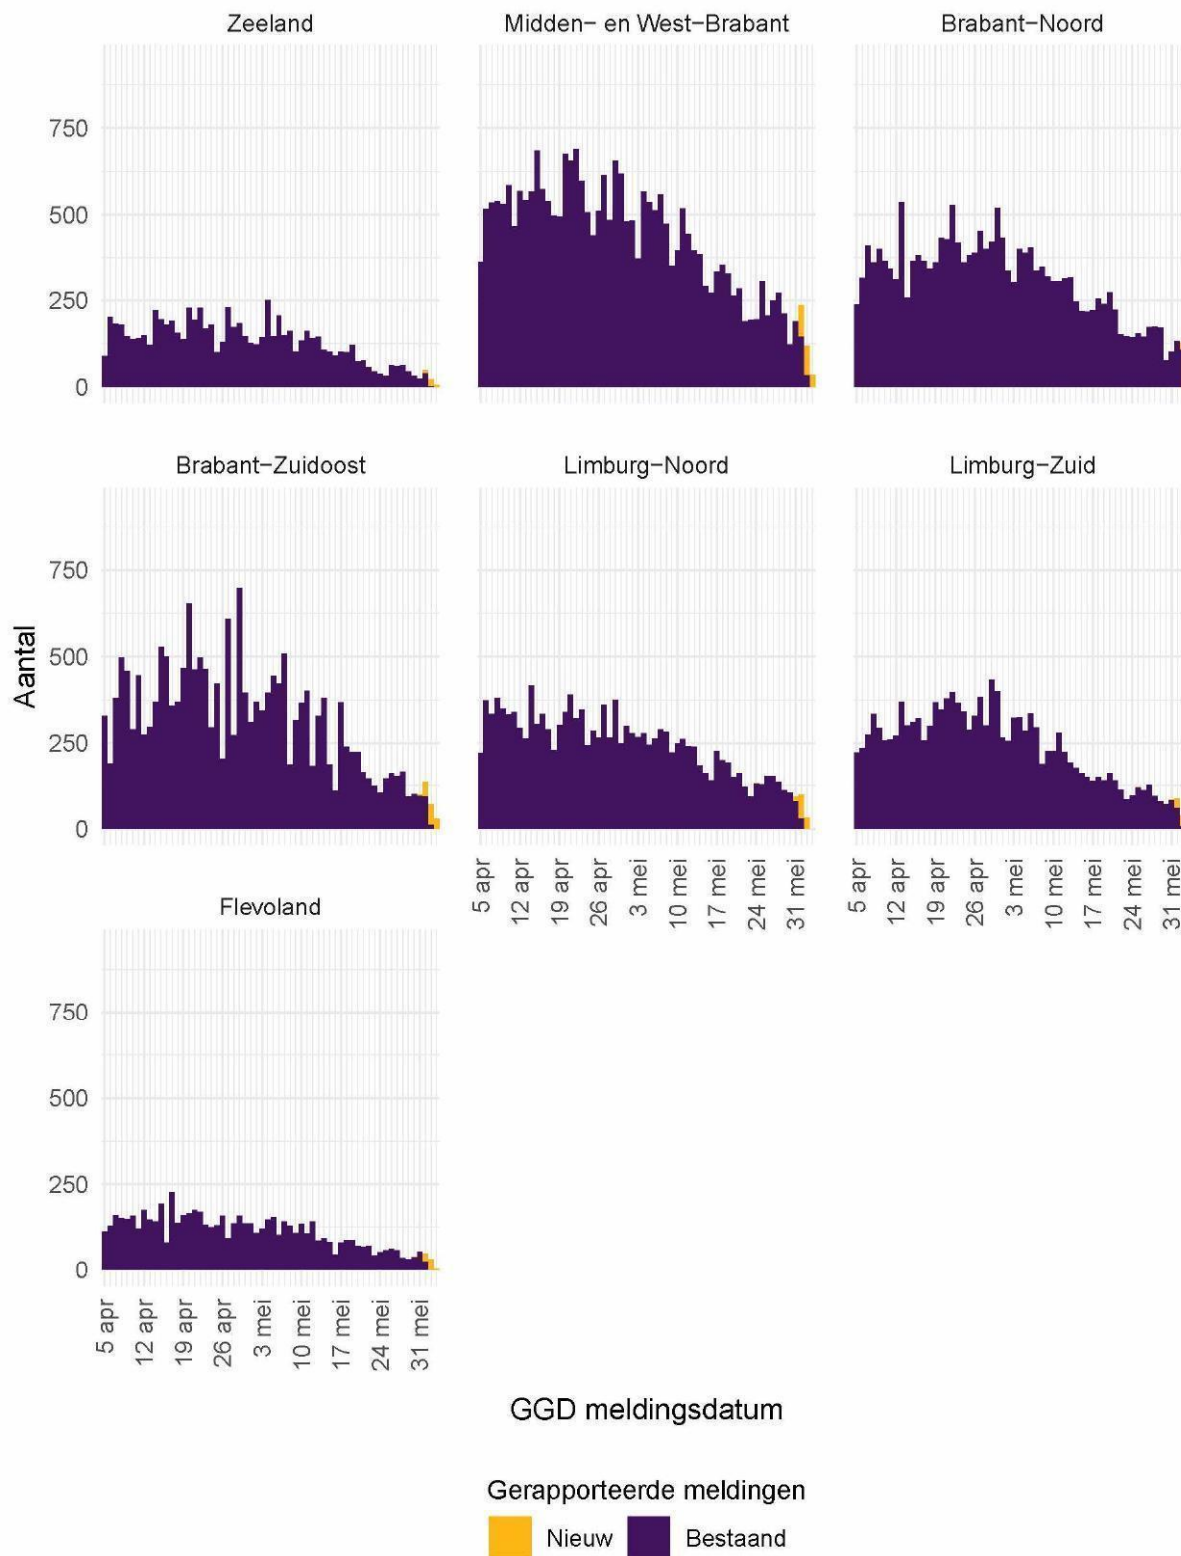 Zeeland
Midden- en West-Brabant
Brabant-Noord
750
500
250
0
Brabant-Zuidoost
Limburg-Noord
Limburg-Zuid
Aantal
750
500
250
0
5 apr
12 apr
19 apr
26 apr
3 mei
10 mei
17 mei
24 mei
31 mei
5 apr
12 apr
19 apr
26 apr
3 mei
10 mei
17 mei
24 mei
31 mei
Flevoland
750
500
250
0
5 apr
12 apr
19 apr
26 apr
3 mei
10 mei
17 mei
24 mei
31 mei
GGD meldingsdatum
Gerapporteerde meldingen
Nieuw Bestaand